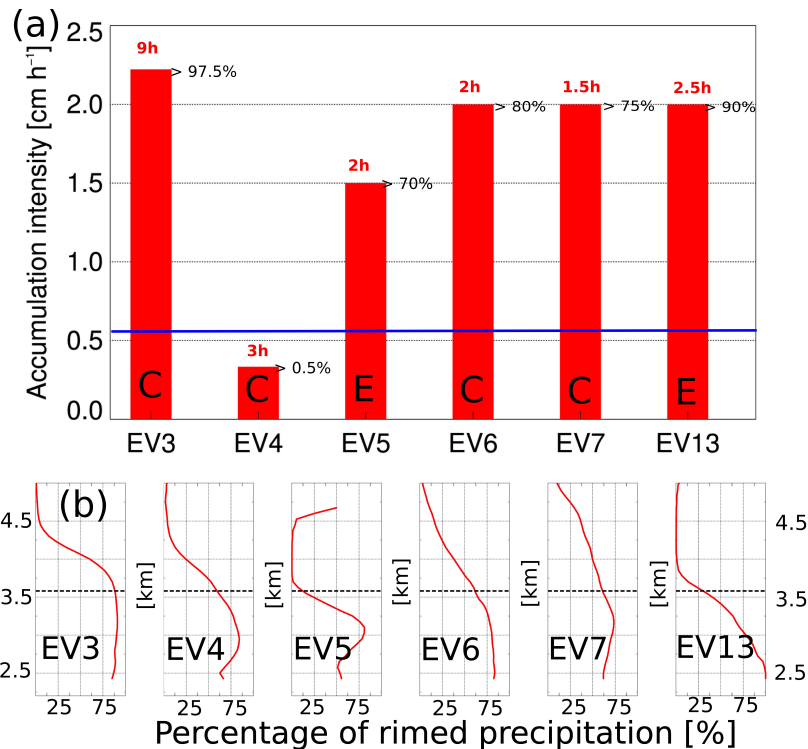 (a)
Accumulation intensity [cm h⁻¹]
2.5
2.0
1.5
1.0
0.5
0.0
9h
> 97.5%
3h
> 0.5%
2h
> 70%
2h
> 80%
1.5h
> 75%
2.5h
> 90%
C C E C C E
EV3 EV4 EV5 EV6 EV7 EV13
(b)
4.5
3.5
2.5
[km] [km] [km] [km] [km]
4.5
3.5
2.5
EV3 EV4 EV5 EV6 EV7 EV13
25 75 25 75 25 75 25 75 25 75 25 75
Percentage of rimed precipitation [%]